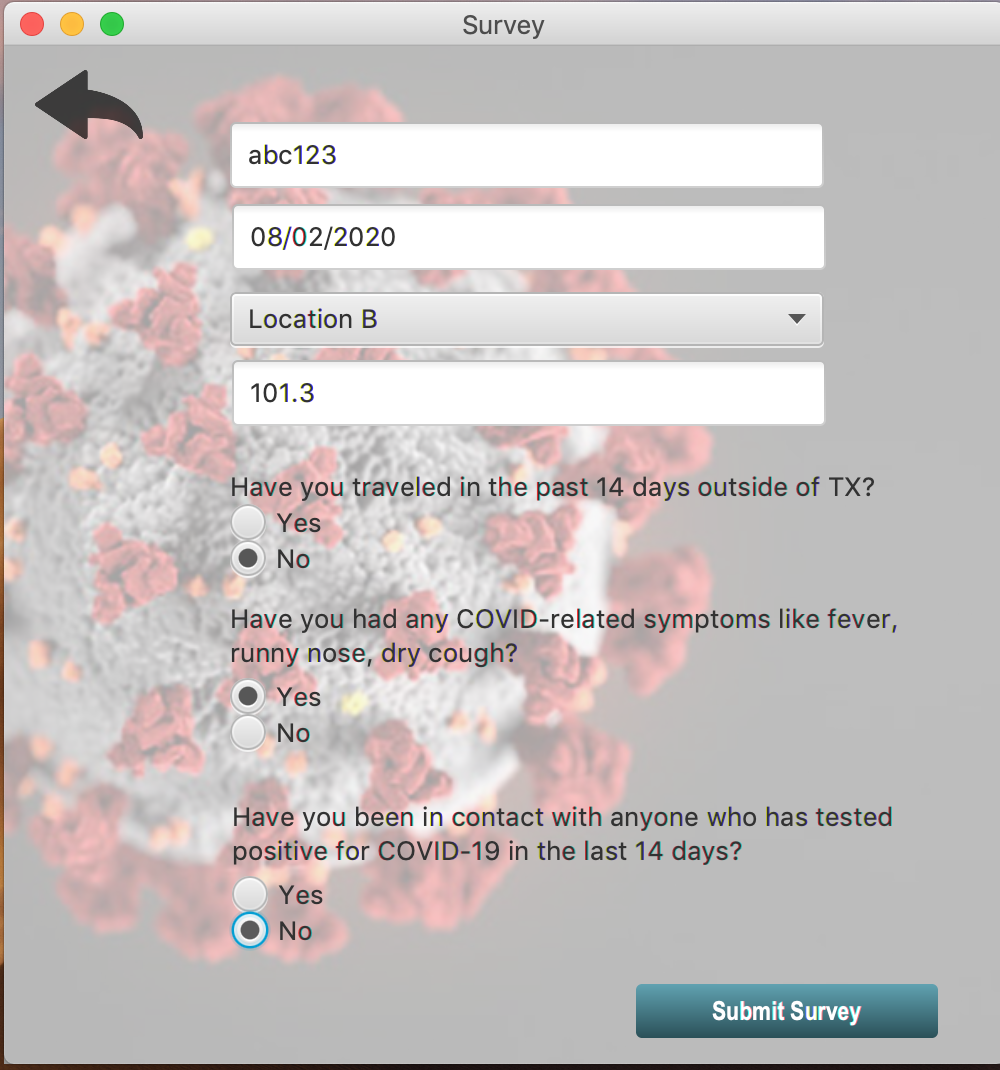 Survey
abc123
08/02/2020
Location B
101.3
Have you traveled in the past 14 days outside of TX?
Yes
No
Have you had any COVID-related symptoms like fever,
runny nose, dry cough?
Yes
No
Have you been in contact with anyone who has tested
positive for COVID-19 in the last 14 days?
Yes
No
Submit Survey